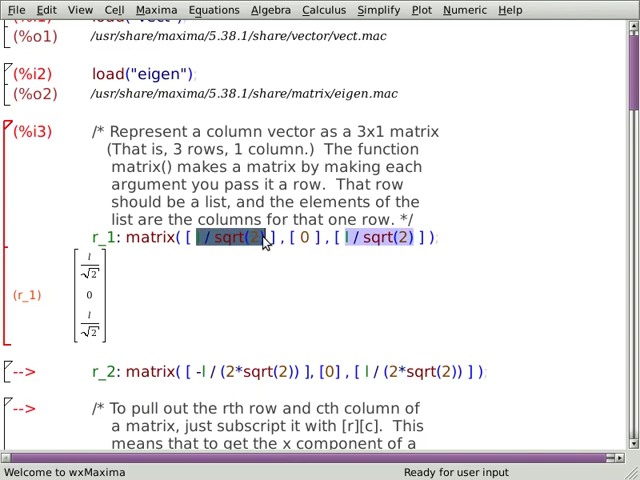 File Edit View Cell Maxima Equations Algebra Calculus Simplify Plot Numeric Help
(%o1) /usr/share/maxima/5.38.1/share/vector/vect.mac
(%i2) load("eigen");
(%o2) /usr/share/maxima/5.38.1/share/matrix/eigen.mac
(%i3) /* Represent a column vector as a 3x1 matrix
(That is, 3 rows, 1 column.) The function
matrix() makes a matrix by making each
argument you pass it a row. That row
should be a list, and the elements of the
list are the columns for that one row. */
r_1: matrix( [ l / sqrt(2) ] , [ 0 ] , [ l / sqrt(2) ] );
(r_1)
l
√2
0
l
√2
--> r_2: matrix( [ -l / (2*sqrt(2)) ], [0] , [ l / (2*sqrt(2)) ] );
--> /* To pull out the rth row and cth column of
a matrix, just subscript it with [r][c]. This
means that to get the x component of a
Welcome to wxMaxima Ready for user input